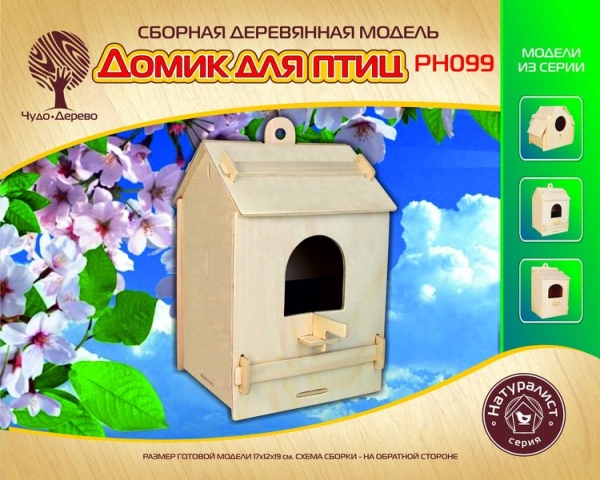 СБОРНАЯ ДЕРЕВЯННАЯ МОДЕЛЬ
ДОМИК ДЛЯ ПТИЦ PH099
Чудо•Дерево
МОДЕЛИ
ИЗ СЕРИИ
Натуралист
серия
РАЗМЕР ГОТОВОЙ МОДЕЛИ 17x12x19 см. СХЕМА СБОРКИ - НА ОБРАТНОЙ СТОРОНЕ